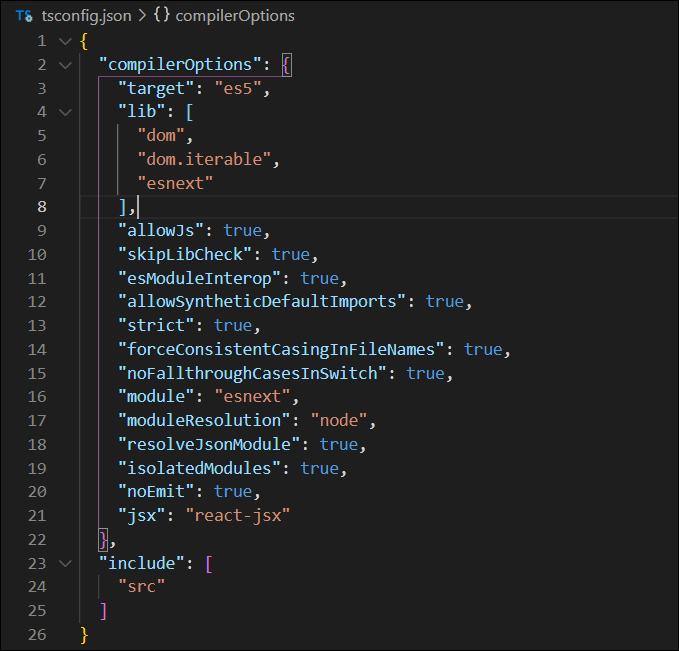 TS tsconfig.json > {} compilerOptions
1 {
2 "compilerOptions": {
3 "target": "es5",
4 "lib": [
5 "dom",
6 "dom.iterable",
7 "esnext"
8 ],
9 "allowJs": true,
10 "skipLibCheck": true,
11 "esModuleInterop": true,
12 "allowSyntheticDefaultImports": true,
13 "strict": true,
14 "forceConsistentCasingInFileNames": true,
15 "noFallthroughCasesInSwitch": true,
16 "module": "esnext",
17 "moduleResolution": "node",
18 "resolveJsonModule": true,
19 "isolatedModules": true,
20 "noEmit": true,
21 "jsx": "react-jsx"
22 },
23 "include": [
24 "src"
25 ]
26 }